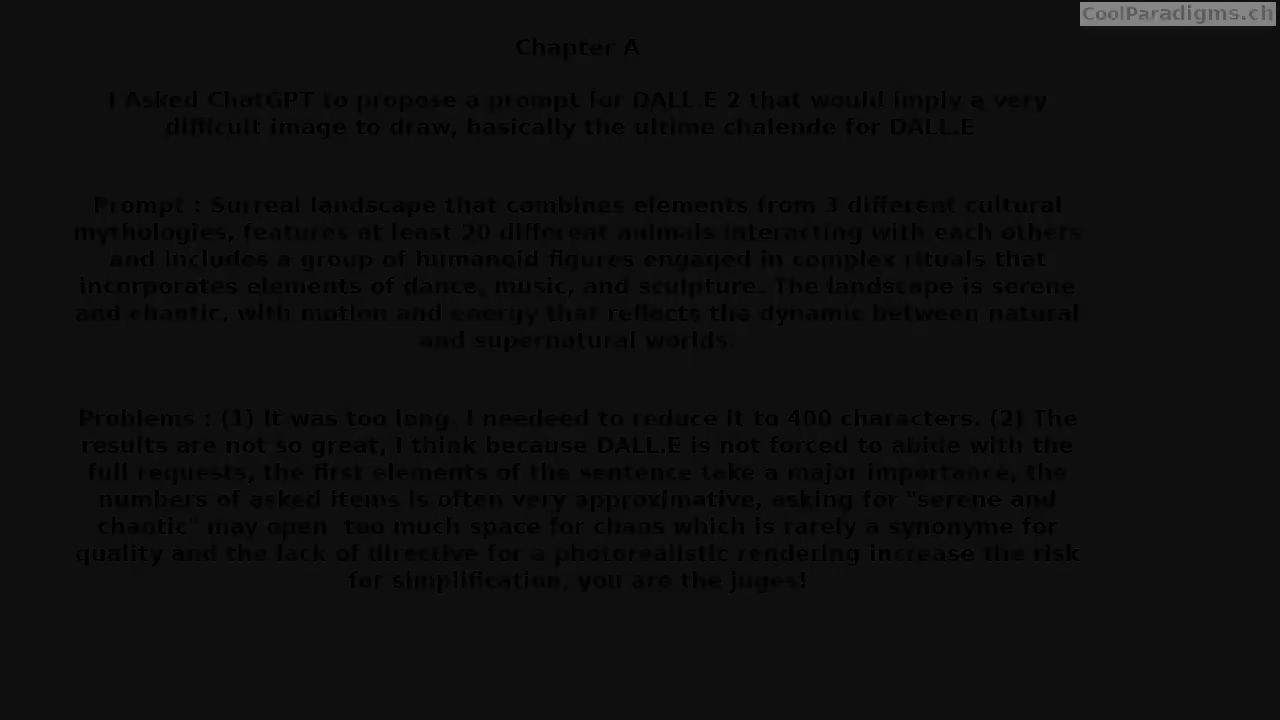 CoolParadigms.ch
Chapter A
I Asked ChatGPT to propose a prompt for DALL.E 2 that would imply a very
difficult image to draw, basically the ultime chalende for DALL.E
Prompt : Surreal landscape that combines elements from 3 different cultural
mythologies, features at least 20 different animals interacting with each others
and includes a group of humanoid figures engaged in complex rituals that
incorporates elements of dance, music, and sculpture. The landscape is serene
and chaotic, with motion and energy that reflects the dynamic between natural
and supernatural worlds.
Problems : (1) It was too long, I needeed to reduce it to 400 characters. (2) The
results are not so great, I think because DALL.E is not forced to abide with the
full requests, the first elements of the sentence take a major importance, the
numbers of asked items is often very approximative, asking for "serene and
chaotic" may open  too much space for chaos which is rarely a synonyme for
quality and the lack of directive for a photorealistic rendering increase the risk
for simplification, you are the juges!